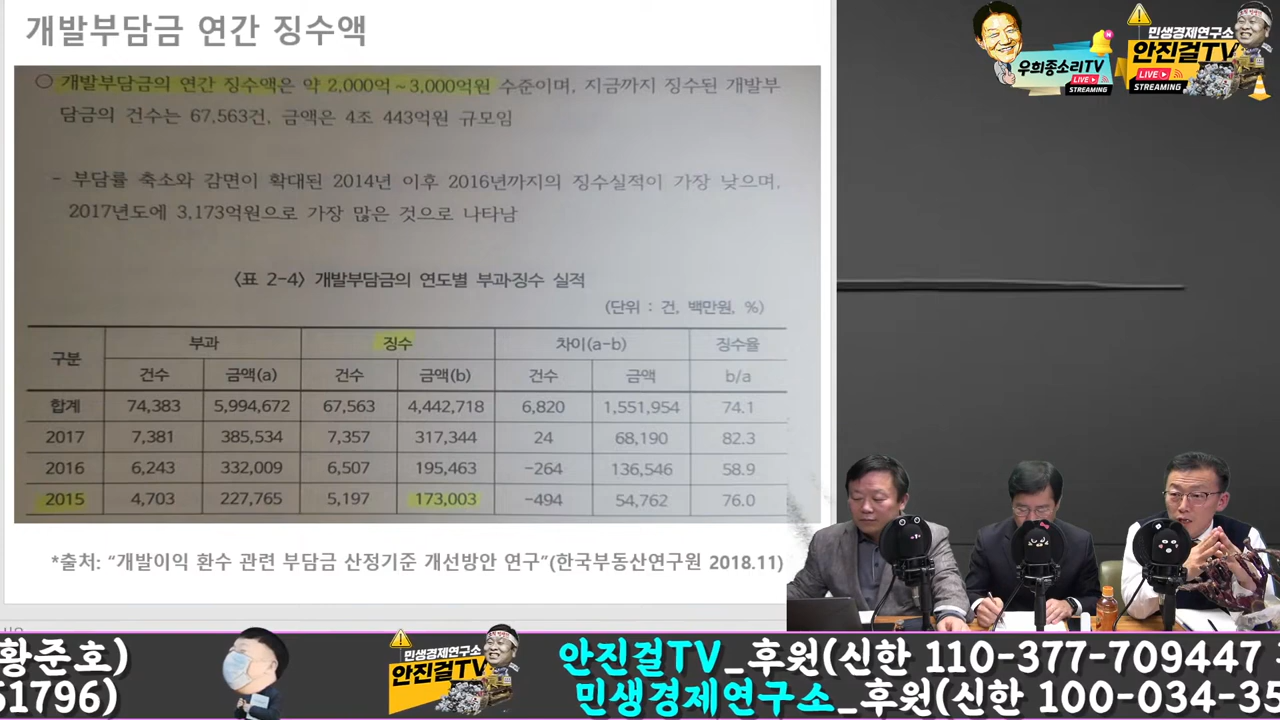 개발부담금 연간 징수액
우희종소리TV
LIVE
STREAMING
민생경제연구소
안진걸TV
LIVE
STREAMING
○ 개발부담금의 연간 징수액은 약 2,000억~3,000억원 수준이며, 지금까지 징수된 개발부
담금의 건수는 67,563건, 금액은 4조 443억원 규모임
- 부담률 축소와 감면이 확대된 2014년 이후 2016년까지의 징수실적이 가장 낮으며,
2017년도에 3,173억원으로 가장 많은 것으로 나타남
<표 2-4> 개발부담금의 연도별 부과징수 실적
(단위 : 건, 백만원, %)
구분 부과 징수 차이(a-b) 징수율
건수 금액(a) 건수 금액(b) 건수 금액 b/a
합계 74,383 5,994,672 67,563 4,442,718 6,820 1,551,954 74.1
2017 7,381 385,534 7,357 317,344 24 68,190 82.3
2016 6,243 332,009 6,507 195,463 -264 136,546 58.9
2015 4,703 227,765 5,197 173,003 -494 54,762 76.0
*출처: “개발이익 환수 관련 부담금 산정기준 개선방안 연구”(한국부동산연구원 2018.11)
황준호)
민생경제연구소
안진걸TV
안진걸TV_후원(신한 110-377-709447
51796)
민생경제연구소_후원(신한 100-034-35